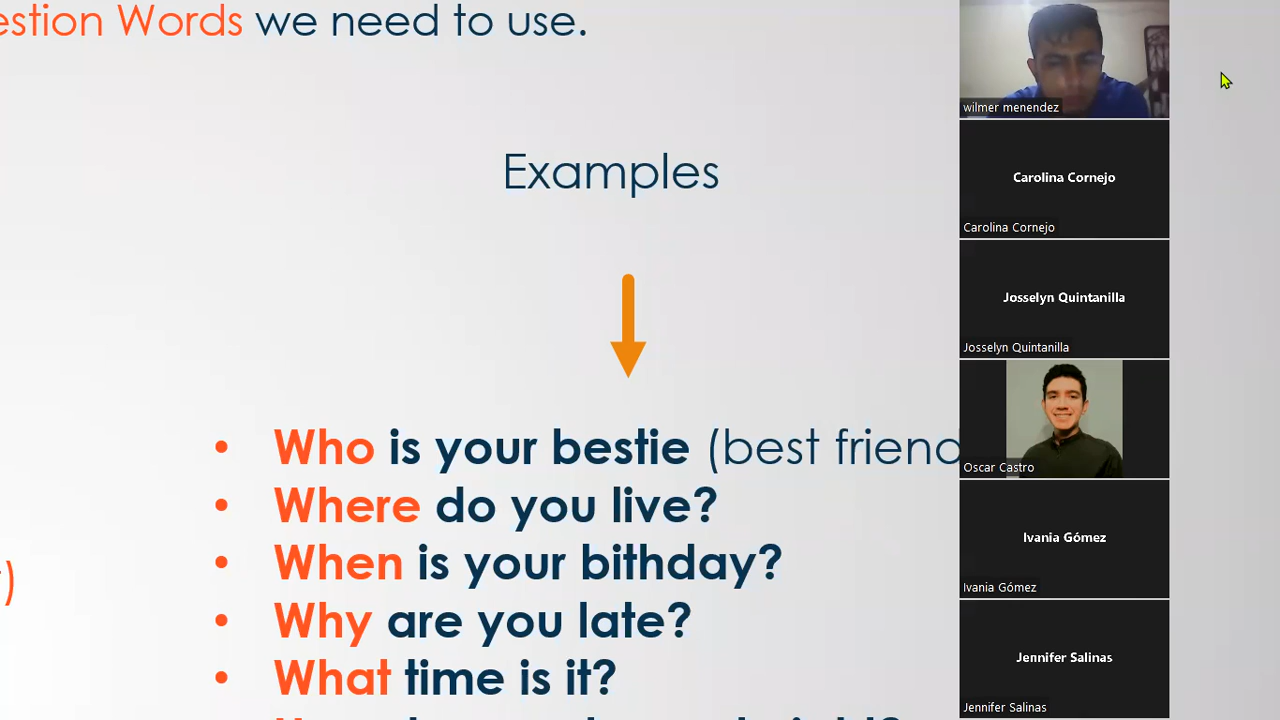 estion Words we need to use.
Examples
• Who is your bestie (best friend
• Where do you live?
• When is your bithday?
• Why are you late?
• What time is it?
)
wilmer menendez
Carolina Cornejo
Carolina Cornejo
Josselyn Quintanilla
Josselyn Quintanilla
Oscar Castro
Ivania Gómez
Ivania Gómez
Jennifer Salinas
Jennifer Salinas